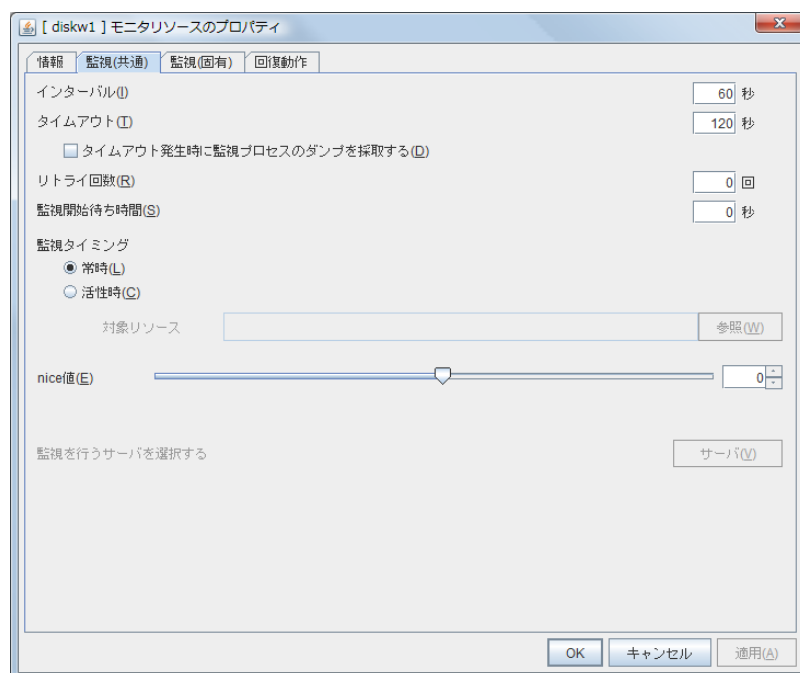 [ diskw1 ] モニタリソースのプロパティ
情報 監視(共通) 監視(固有) 回復動作
インターバル(I) 60 秒
タイムアウト(T) 120 秒
タイムアウト発生時に監視プロセスのダンプを採取する(D)
リトライ回数(R) 0 回
監視開始待ち時間(S) 0 秒
監視タイミング
常時(L)
活性時(C)
対象リソース 参照(W)
nice値(E) 0
監視を行うサーバを選択する サーバ(V)
OK キャンセル 適用(A)